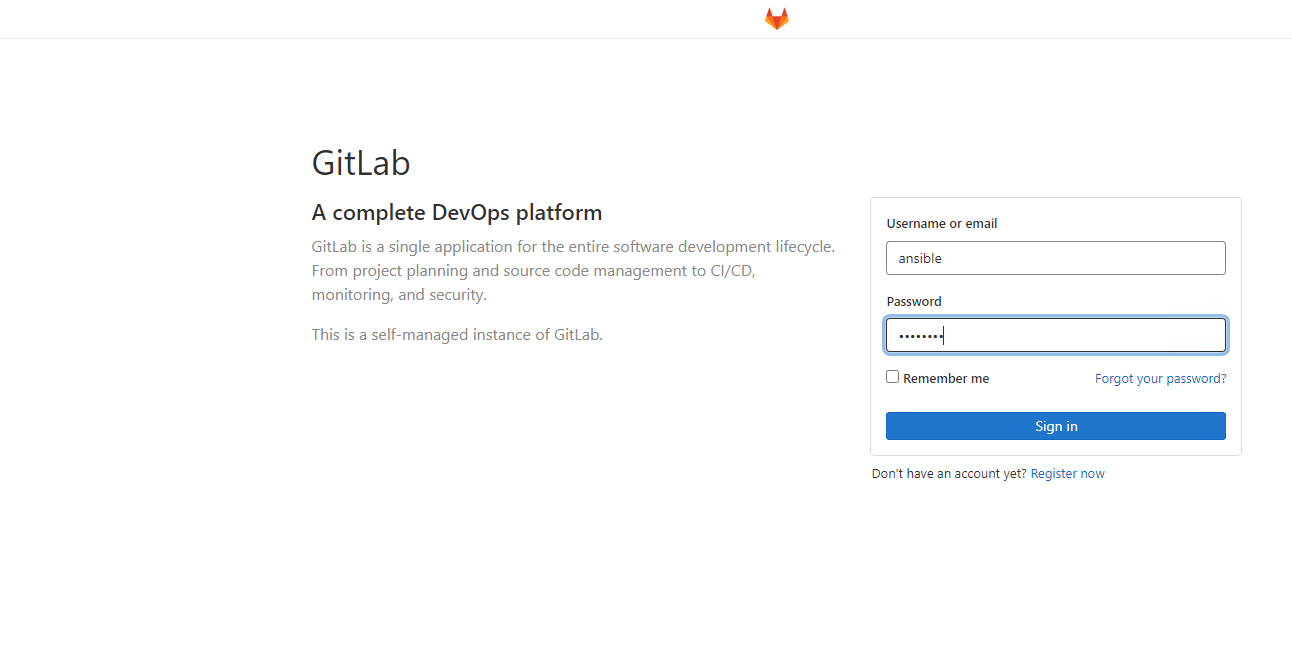 GitLab
A complete DevOps platform
GitLab is a single application for the entire software development lifecycle.
From project planning and source code management to CI/CD,
monitoring, and security.
This is a self-managed instance of GitLab.
Username or email
ansible
Password
••••••••
Remember me
Forgot your password?
Sign in
Don't have an account yet? Register now